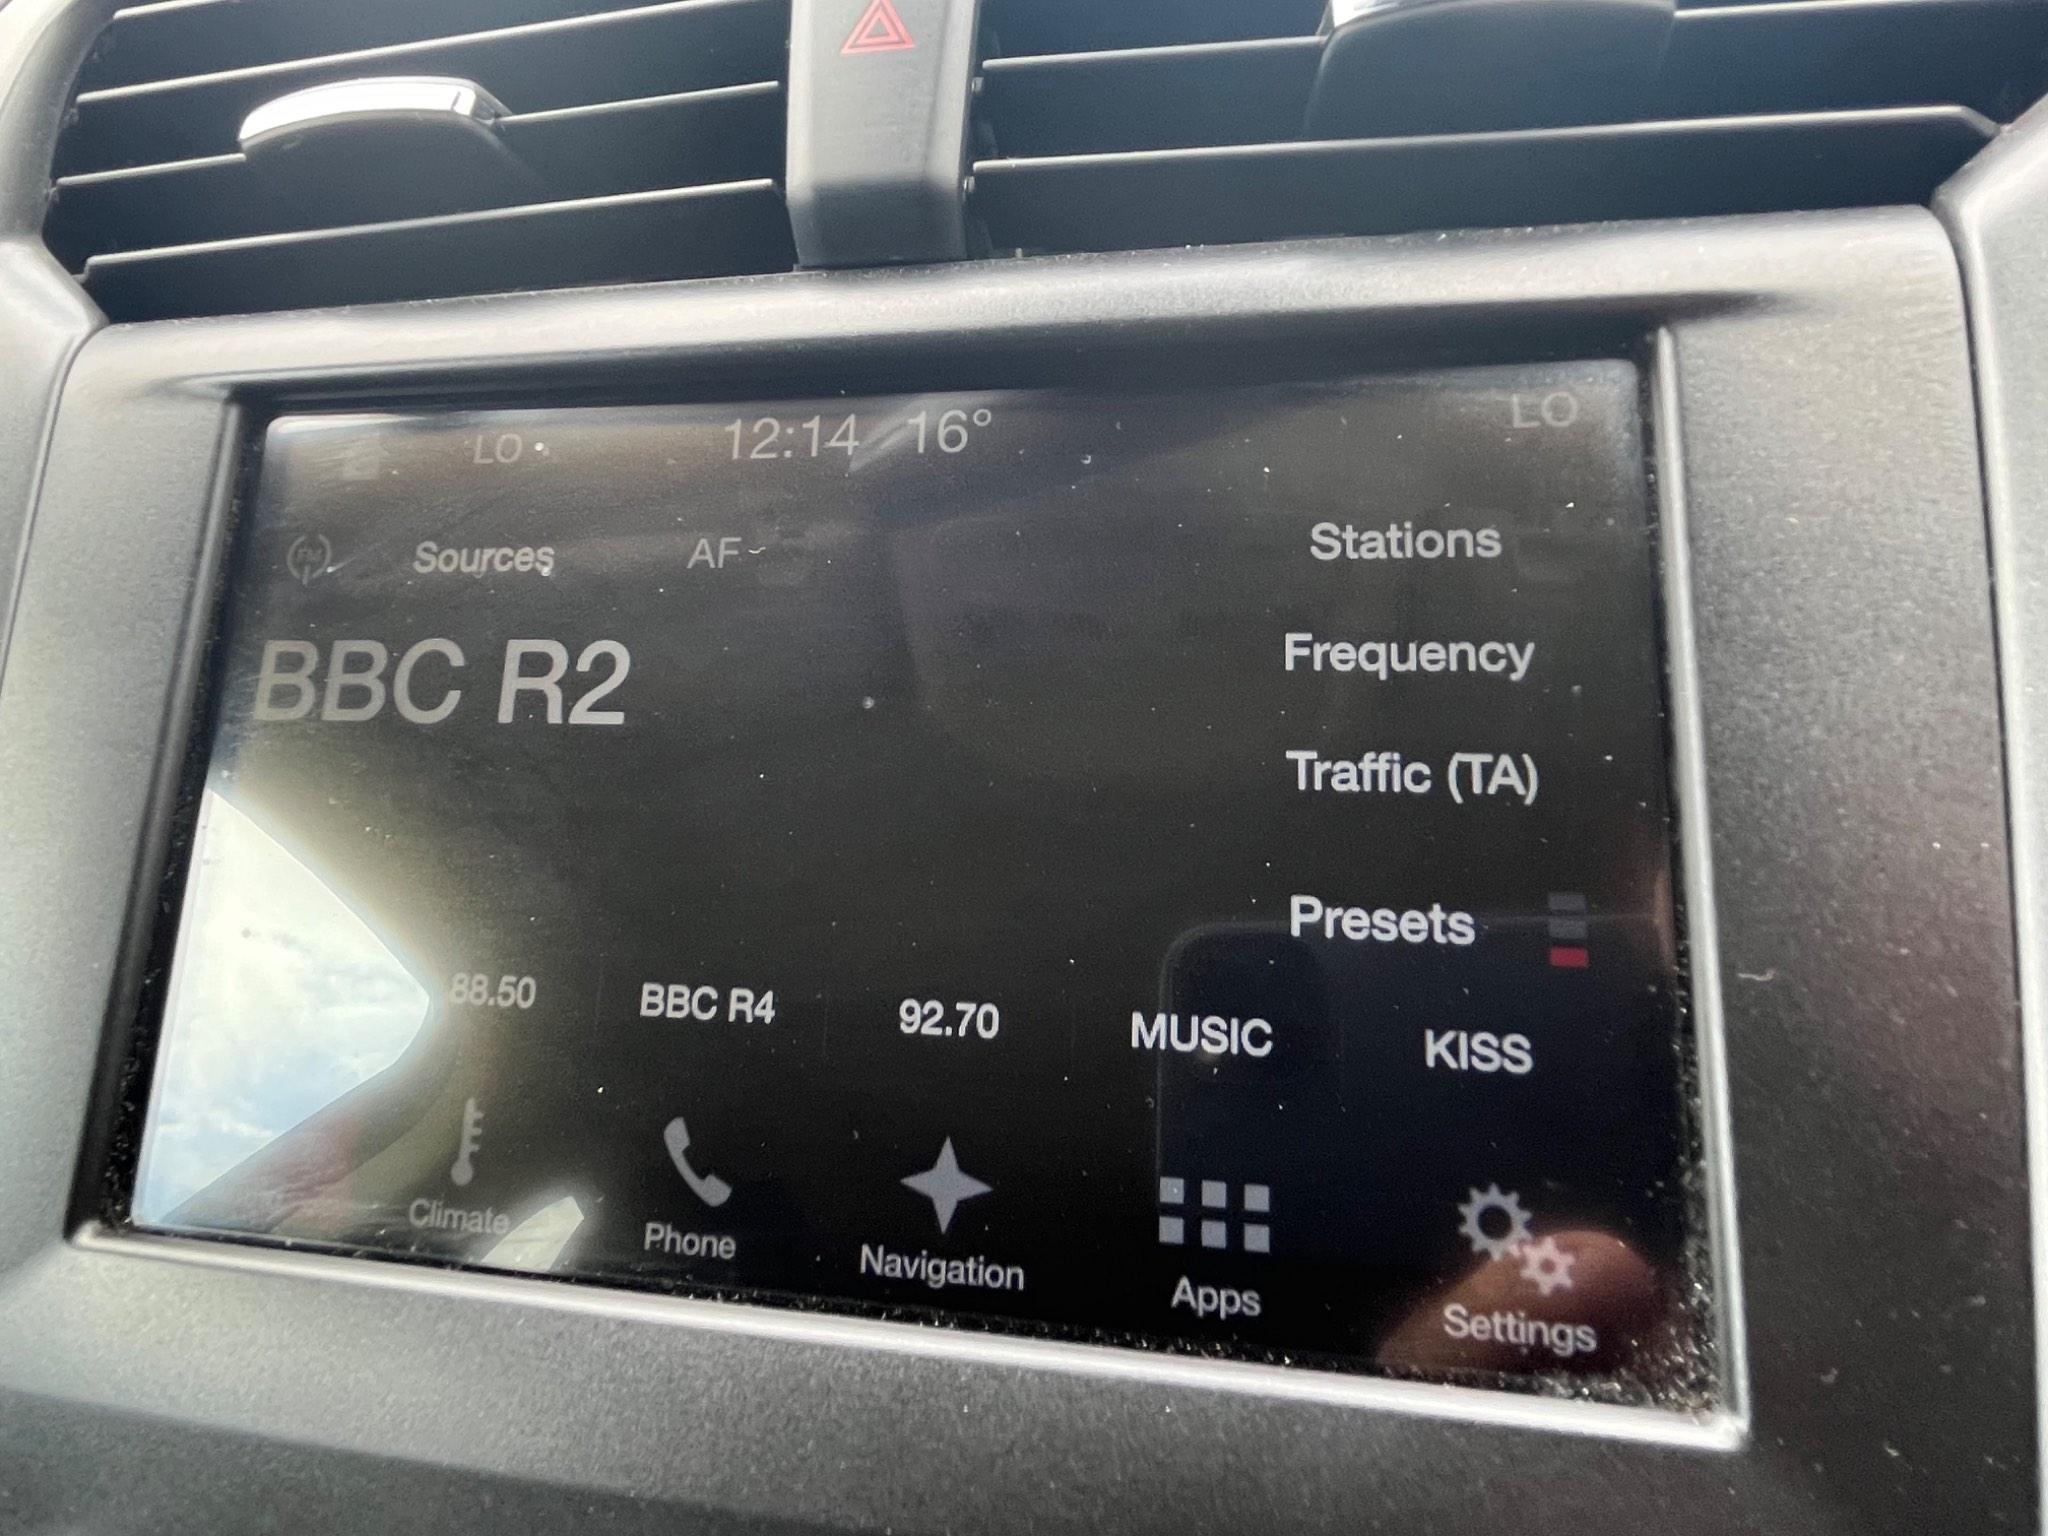 LO 12:14 16° LO
FM Sources AF Stations
BBC R2
Frequency
Traffic (TA)
Presets
88.50 BBC R4 92.70 MUSIC KISS
Climate Phone Navigation Apps Settings